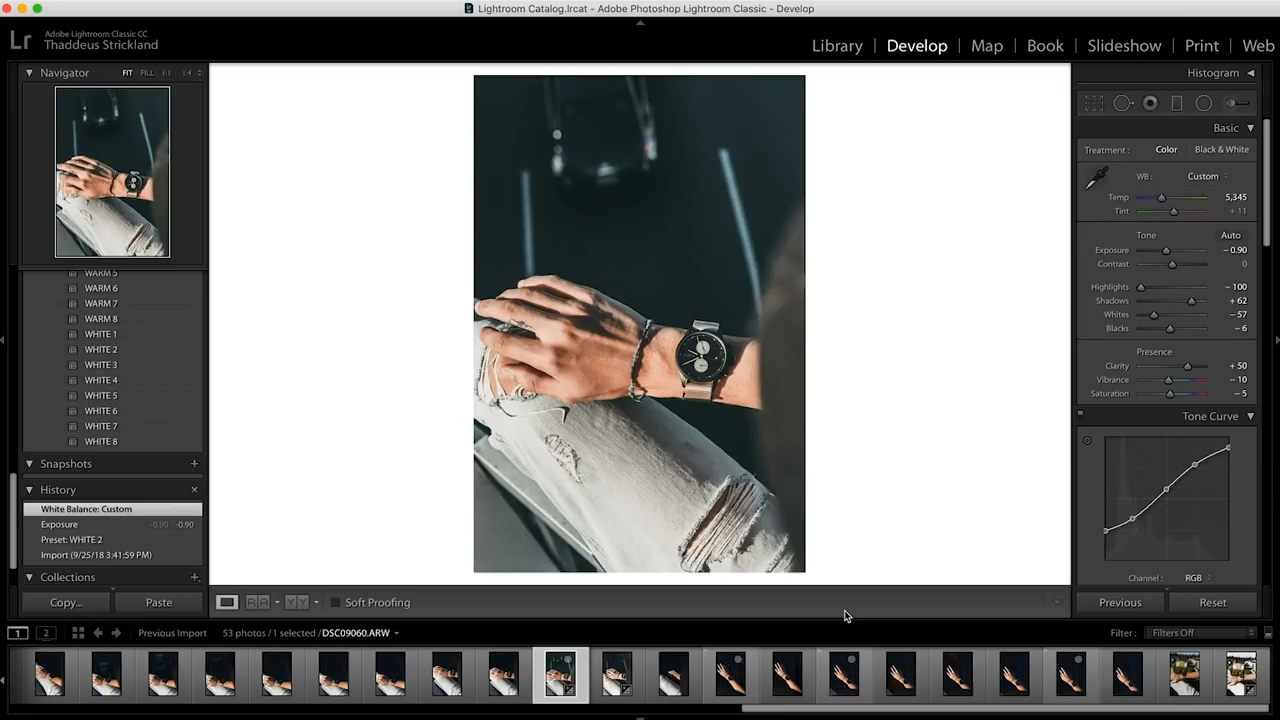 Lightroom Catalog.lrcat - Adobe Photoshop Lightroom Classic - Develop
Lr
Adobe Lightroom Classic CC
Thaddeus Strickland
Library | Develop | Map | Book | Slideshow | Print | Web
Navigator FIT FILL 1:1 1:4
WARM 5
WARM 6
WARM 7
WARM 8
WHITE 1
WHITE 2
WHITE 3
WHITE 4
WHITE 5
WHITE 6
WHITE 7
WHITE 8
Snapshots +
History ×
White Balance: Custom
Exposure -0.90 -0.90
Preset: WHITE 2
Import (9/25/18 3:41:59 PM)
Collections +
Copy... Paste
Soft Proofing
Histogram
Basic
Treatment : Color Black & White
WB : Custom
Temp 5,345
Tint + 11
Tone Auto
Exposure − 0.90
Contrast 0
Highlights − 100
Shadows + 62
Whites − 57
Blacks − 6
Presence
Clarity + 50
Vibrance − 10
Saturation − 5
Tone Curve
Channel : RGB
Previous Reset
1 2 Previous Import 53 photos / 1 selected / DSC09060.ARW Filter : Filters Off